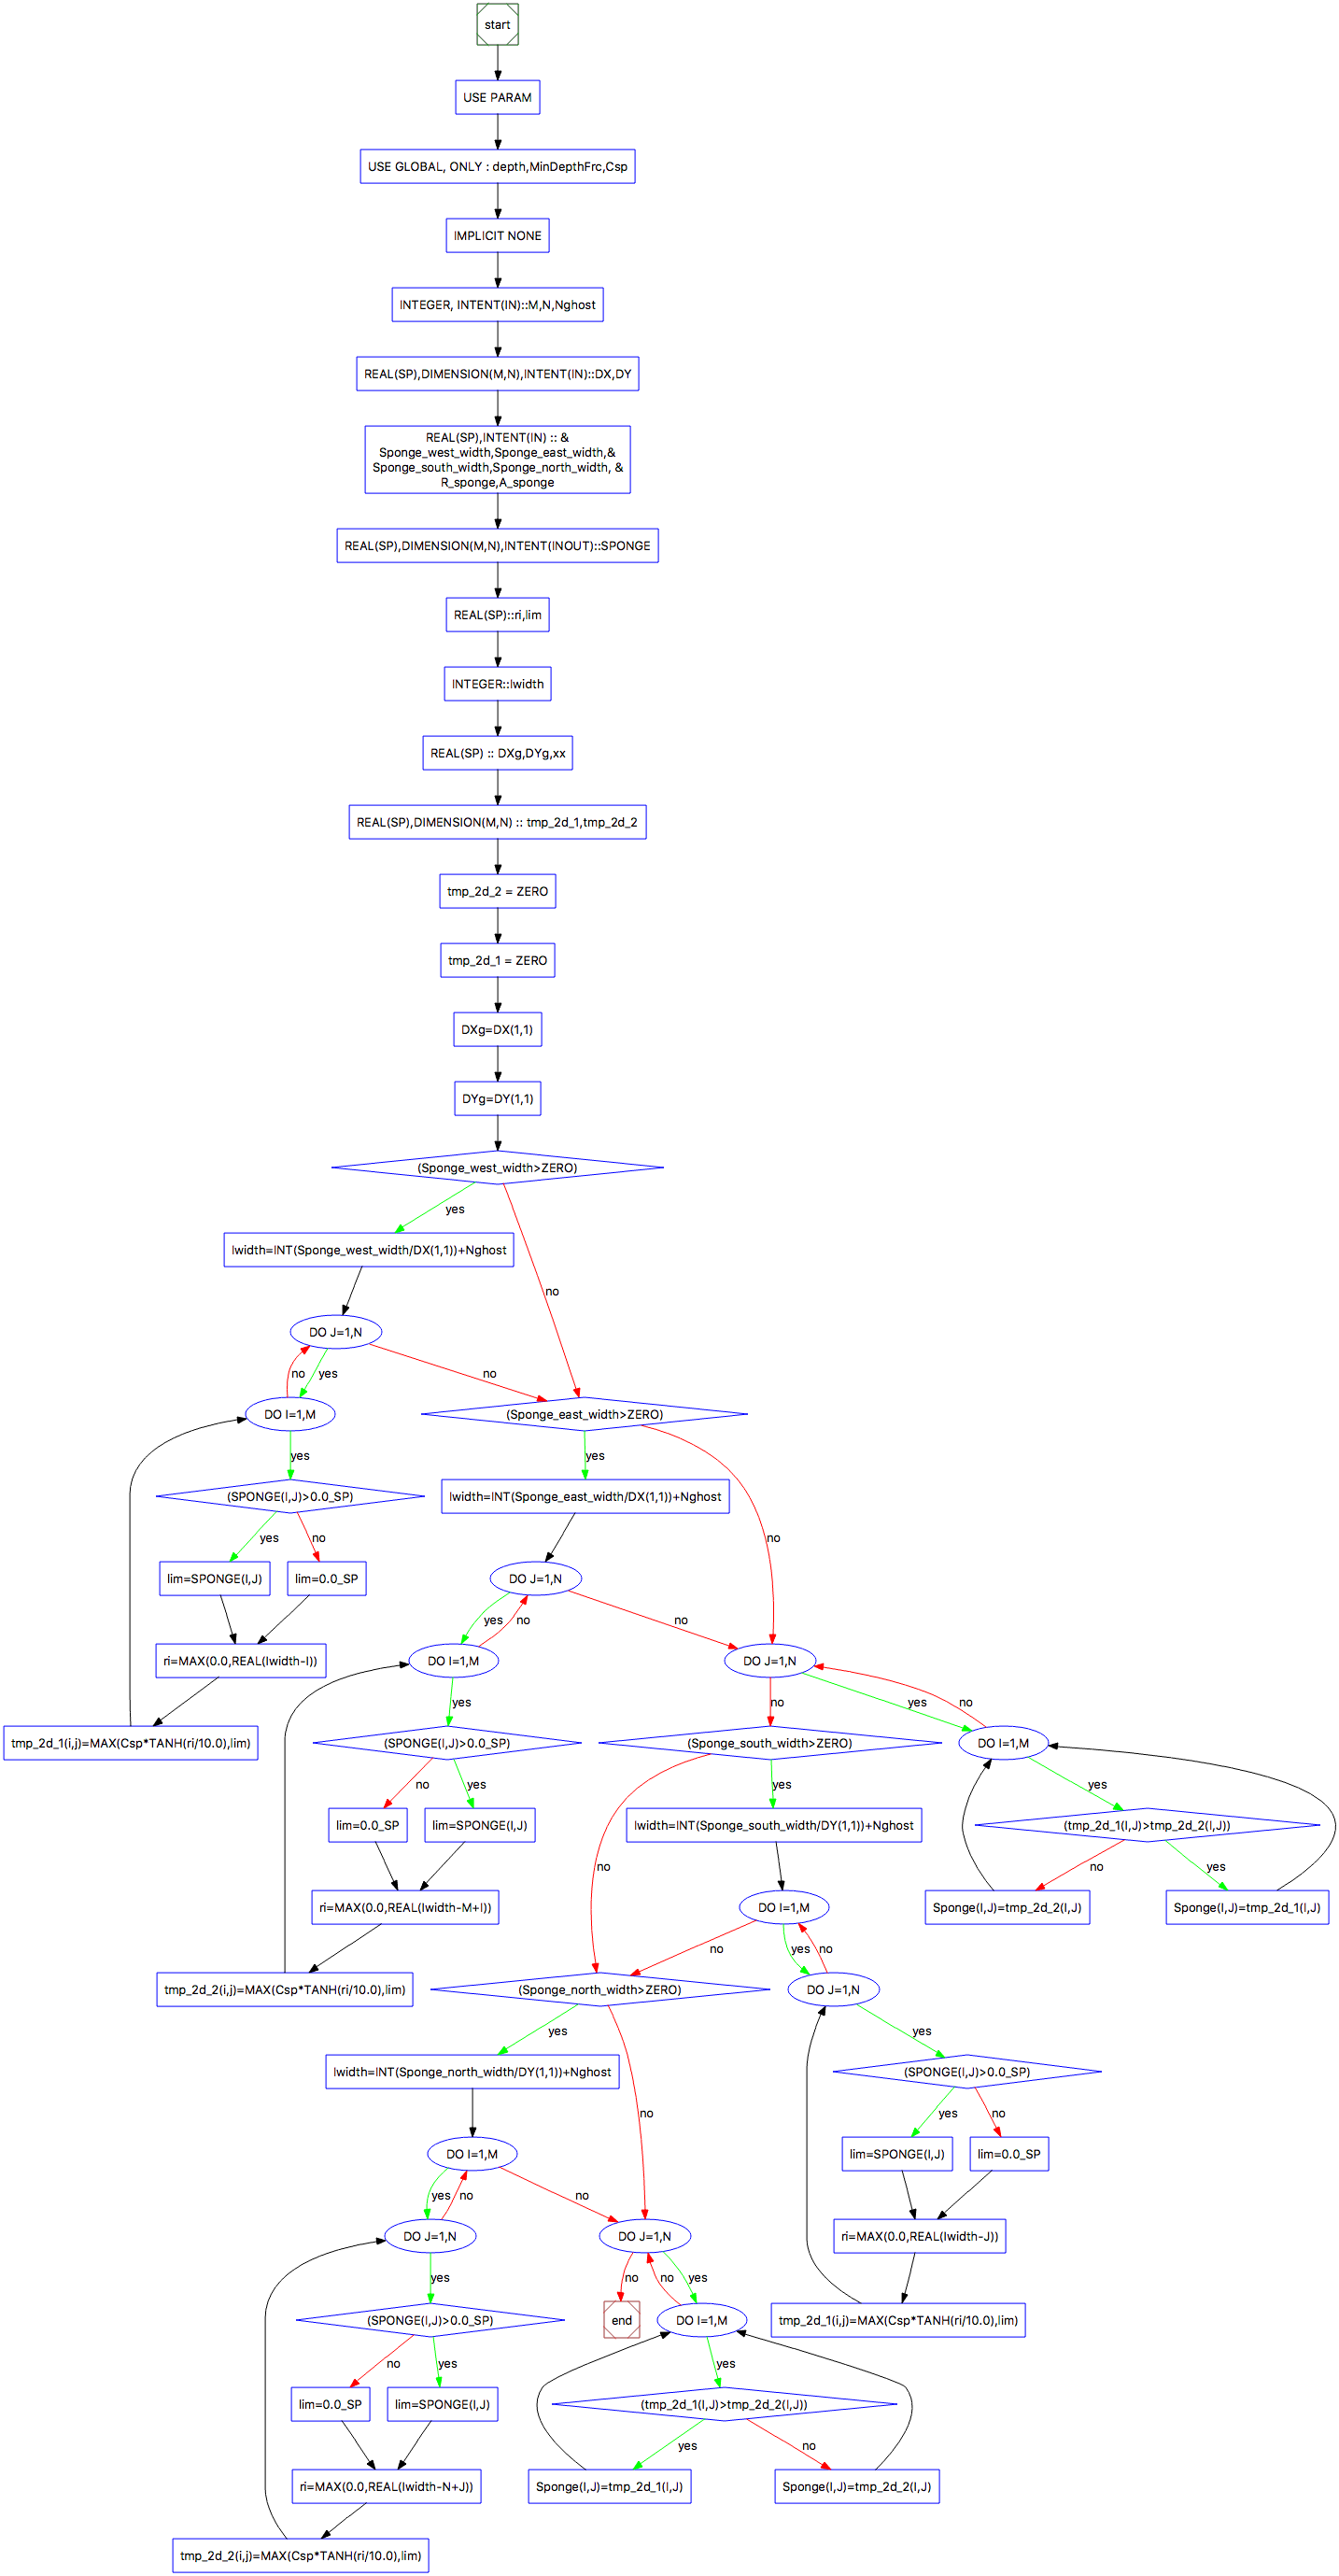 start
USE PARAM
USE GLOBAL, ONLY : depth,MinDepthFrc,Csp
IMPLICIT NONE
INTEGER, INTENT(IN)::M,N,Nghost
REAL(SP),DIMENSION(M,N),INTENT(IN)::DX,DY
REAL(SP),INTENT(IN) :: &
Sponge_west_width,Sponge_east_width,&
Sponge_south_width,Sponge_north_width, &
R_sponge,A_sponge
REAL(SP),DIMENSION(M,N),INTENT(INOUT)::SPONGE
REAL(SP)::ri,lim
INTEGER::Iwidth
REAL(SP) :: DXg,DYg,xx
REAL(SP),DIMENSION(M,N) :: tmp_2d_1,tmp_2d_2
tmp_2d_2 = ZERO
tmp_2d_1 = ZERO
DXg=DX(1,1)
DYg=DY(1,1)
(Sponge_west_width>ZERO)
yes
Iwidth=INT(Sponge_west_width/DX(1,1))+Nghost
no
DO J=1,N
no
yes
no
DO I=1,M
(Sponge_east_width>ZERO)
yes
yes
(SPONGE(I,J)>0.0_SP)
Iwidth=INT(Sponge_east_width/DX(1,1))+Nghost
yes
no
no
lim=SPONGE(I,J)
lim=0.0_SP
DO J=1,N
yes
no
no
ri=MAX(0.0,REAL(Iwidth-I))
DO I=1,M
DO J=1,N
yes
no
yes
no
tmp_2d_1(i,j)=MAX(Csp*TANH(ri/10.0),lim)
(SPONGE(I,J)>0.0_SP)
(Sponge_south_width>ZERO)
DO I=1,M
no
yes
yes
yes
lim=0.0_SP
lim=SPONGE(I,J)
Iwidth=INT(Sponge_south_width/DY(1,1))+Nghost
(tmp_2d_1(I,J)>tmp_2d_2(I,J))
no
no
yes
ri=MAX(0.0,REAL(Iwidth-M+I))
DO I=1,M
Sponge(I,J)=tmp_2d_2(I,J)
Sponge(I,J)=tmp_2d_1(I,J)
no
yes
no
tmp_2d_2(i,j)=MAX(Csp*TANH(ri/10.0),lim)
(Sponge_north_width>ZERO)
DO J=1,N
yes
yes
Iwidth=INT(Sponge_north_width/DY(1,1))+Nghost
(SPONGE(I,J)>0.0_SP)
no
yes
no
DO I=1,M
lim=SPONGE(I,J)
lim=0.0_SP
yes
no
no
DO J=1,N
DO J=1,N
ri=MAX(0.0,REAL(Iwidth-J))
yes
no
no
yes
(SPONGE(I,J)>0.0_SP)
end
DO I=1,M
tmp_2d_1(i,j)=MAX(Csp*TANH(ri/10.0),lim)
no
yes
yes
lim=0.0_SP
lim=SPONGE(I,J)
(tmp_2d_1(I,J)>tmp_2d_2(I,J))
yes
no
ri=MAX(0.0,REAL(Iwidth-N+J))
Sponge(I,J)=tmp_2d_1(I,J)
Sponge(I,J)=tmp_2d_2(I,J)
tmp_2d_2(i,j)=MAX(Csp*TANH(ri/10.0),lim)